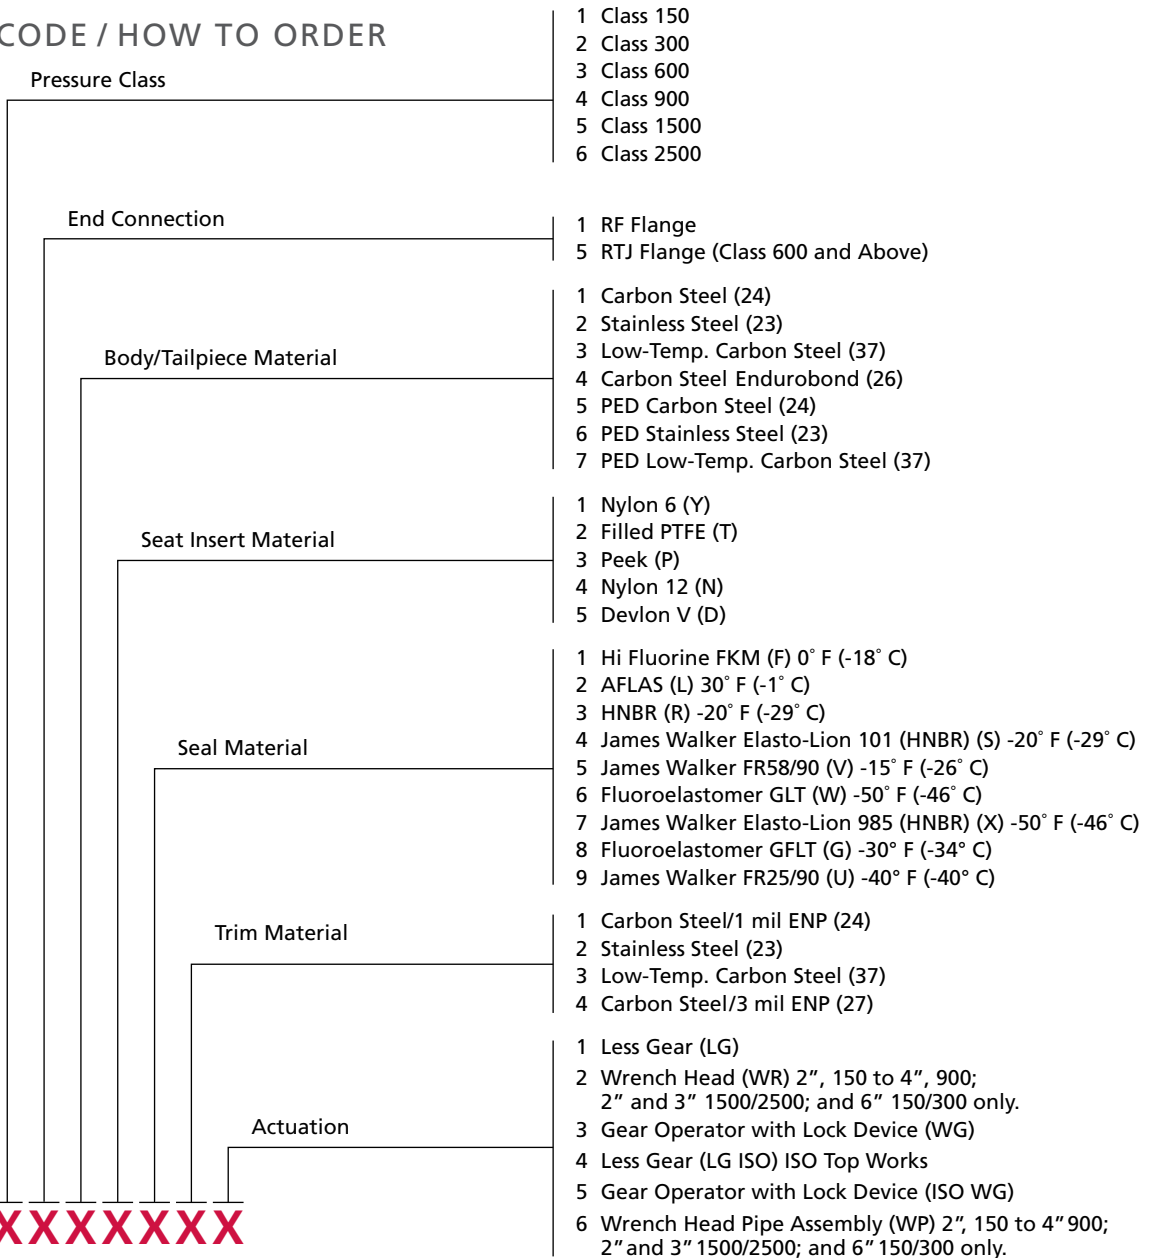 CODE / HOW TO ORDER
Pressure Class
1 Class 150
2 Class 300
3 Class 600
4 Class 900
5 Class 1500
6 Class 2500
End Connection
1 RF Flange
5 RTJ Flange (Class 600 and Above)
Body/Tailpiece Material
1 Carbon Steel (24)
2 Stainless Steel (23)
3 Low-Temp. Carbon Steel (37)
4 Carbon Steel Endurobond (26)
5 PED Carbon Steel (24)
6 PED Stainless Steel (23)
7 PED Low-Temp. Carbon Steel (37)
Seat Insert Material
1 Nylon 6 (Y)
2 Filled PTFE (T)
3 Peek (P)
4 Nylon 12 (N)
5 Devlon V (D)
Seal Material
1 Hi Fluorine FKM (F) 0˚ F (-18˚ C)
2 AFLAS (L) 30˚ F (-1˚ C)
3 HNBR (R) -20˚ F (-29˚ C)
4 James Walker Elasto-Lion 101 (HNBR) (S) -20˚ F (-29˚ C)
5 James Walker FR58/90 (V) -15˚ F (-26˚ C)
6 Fluoroelastomer GLT (W) -50˚ F (-46˚ C)
7 James Walker Elasto-Lion 985 (HNBR) (X) -50˚ F (-46˚ C)
8 Fluoroelastomer GFLT (G) -30° F (-34° C)
9 James Walker FR25/90 (U) -40° F (-40° C)
Trim Material
1 Carbon Steel/1 mil ENP (24)
2 Stainless Steel (23)
3 Low-Temp. Carbon Steel (37)
4 Carbon Steel/3 mil ENP (27)
Actuation
1 Less Gear (LG)
2 Wrench Head (WR) 2”, 150 to 4”, 900;
2” and 3” 1500/2500; and 6” 150/300 only.
3 Gear Operator with Lock Device (WG)
4 Less Gear (LG ISO) ISO Top Works
5 Gear Operator with Lock Device (ISO WG)
6 Wrench Head Pipe Assembly (WP) 2”, 150 to 4” 900;
2” and 3” 1500/2500; and 6” 150/300 only.
XXXXXXX